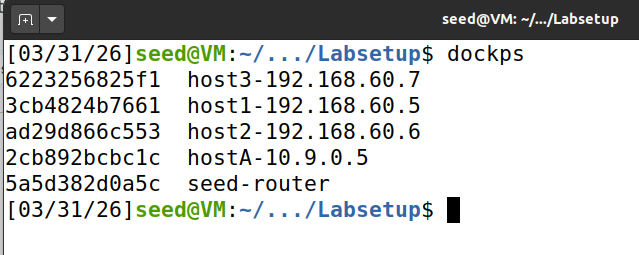 seed@VM: ~/.../Labsetup
[03/31/26]seed@VM:~/.../Labsetup$ dockps
6223256825f1  host3-192.168.60.7
3cb4824b7661  host1-192.168.60.5
ad29d866c553  host2-192.168.60.6
2cb892bcbc1c  hostA-10.9.0.5
5a5d382d0a5c  seed-router
[03/31/26]seed@VM:~/.../Labsetup$